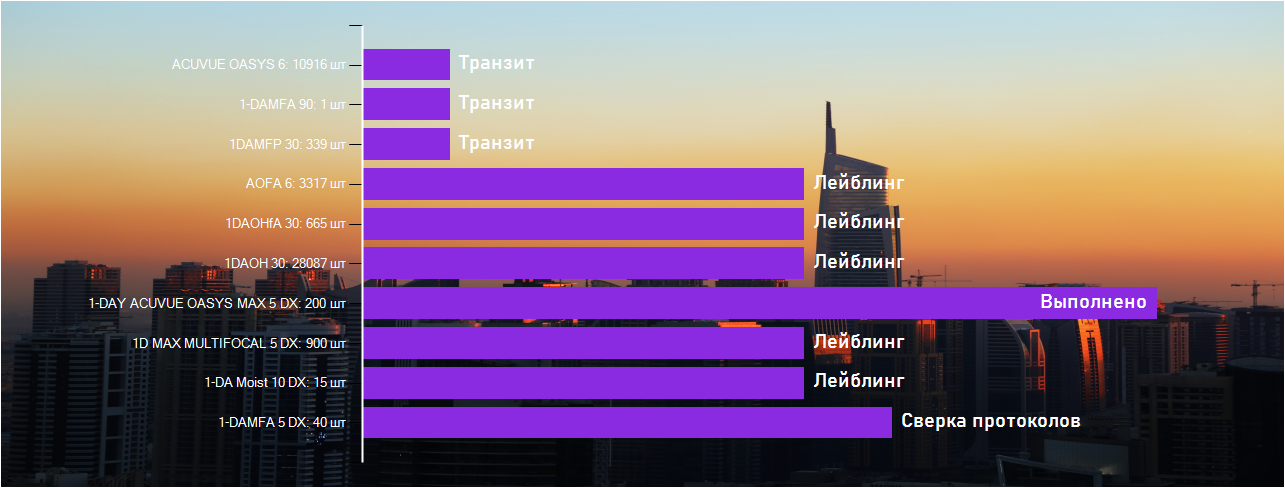 ACUVUE OASYS 6: 10916 шт Транзит
1-DAMFA 90: 1 шт Транзит
1DAMFP 30: 339 шт Транзит
AOFA 6: 3317 шт Лейблинг
1DAOHfA 30: 665 шт Лейблинг
1DAOH 30: 28087 шт Лейблинг
1-DAY ACUVUE OASYS MAX 5 DX: 200 шт Выполнено
1D MAX MULTIFOCAL 5 DX: 900 шт Лейблинг
1-DA Moist 10 DX: 15 шт Лейблинг
1-DAMFA 5 DX: 40 шт Сверка протоколов